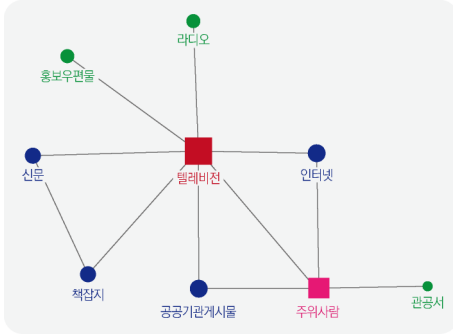 라디오
홍보우편물
신문
텔레비전
인터넷
책잡지
공공기관게시물
주위사람
관공서